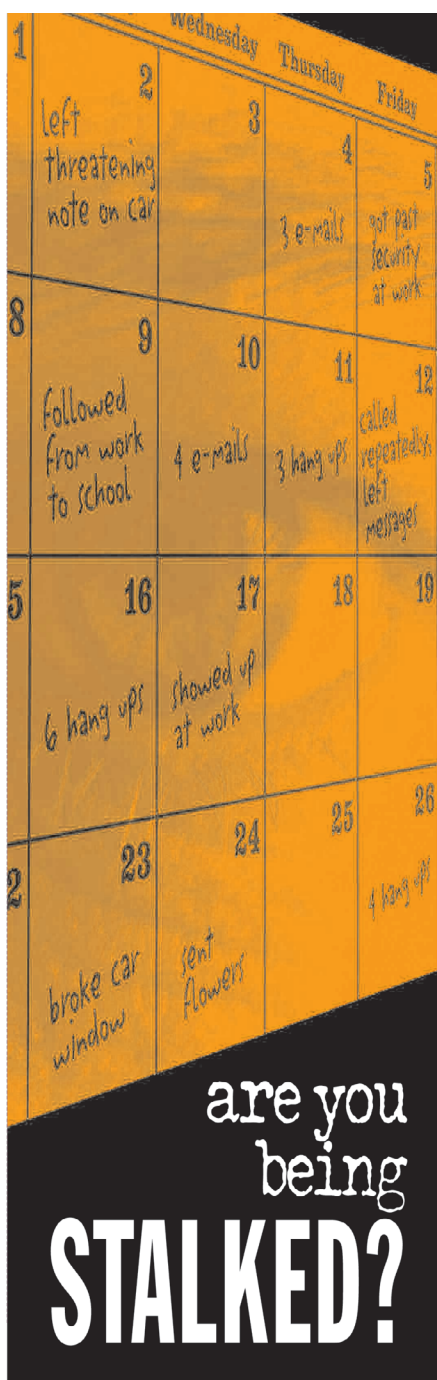 Wednesday
Thursday
Friday
1
2
left
threatening
note on car
3
4
3 e-mails
5
got past
security
at work
8
9
followed
from work
to school
10
4 e-mails
11
3 hang ups
12
called
repeatedly,
left
messages
5
16
6 hang ups
17
showed up
at work
18
19
2
23
broke car
window
24
sent
flowers
25
26
4 hang ups
are you
being
STALKED?